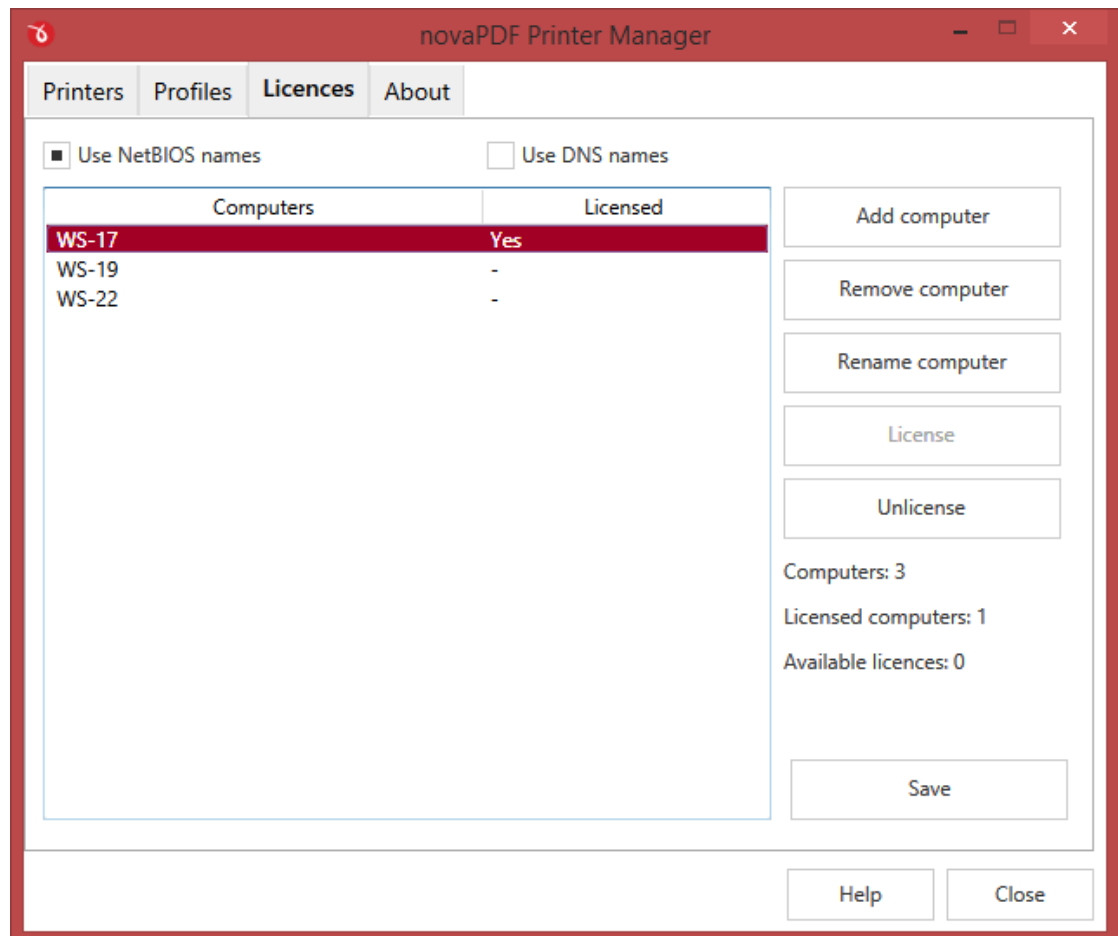 novaPDF Printer Manager
Printers Profiles Licences About
Use NetBIOS names Use DNS names
Computers Licensed
WS-17 Yes
WS-19 -
WS-22 -
Add computer
Remove computer
Rename computer
License
Unlicense
Computers: 3
Licensed computers: 1
Available licences: 0
Save
Help Close